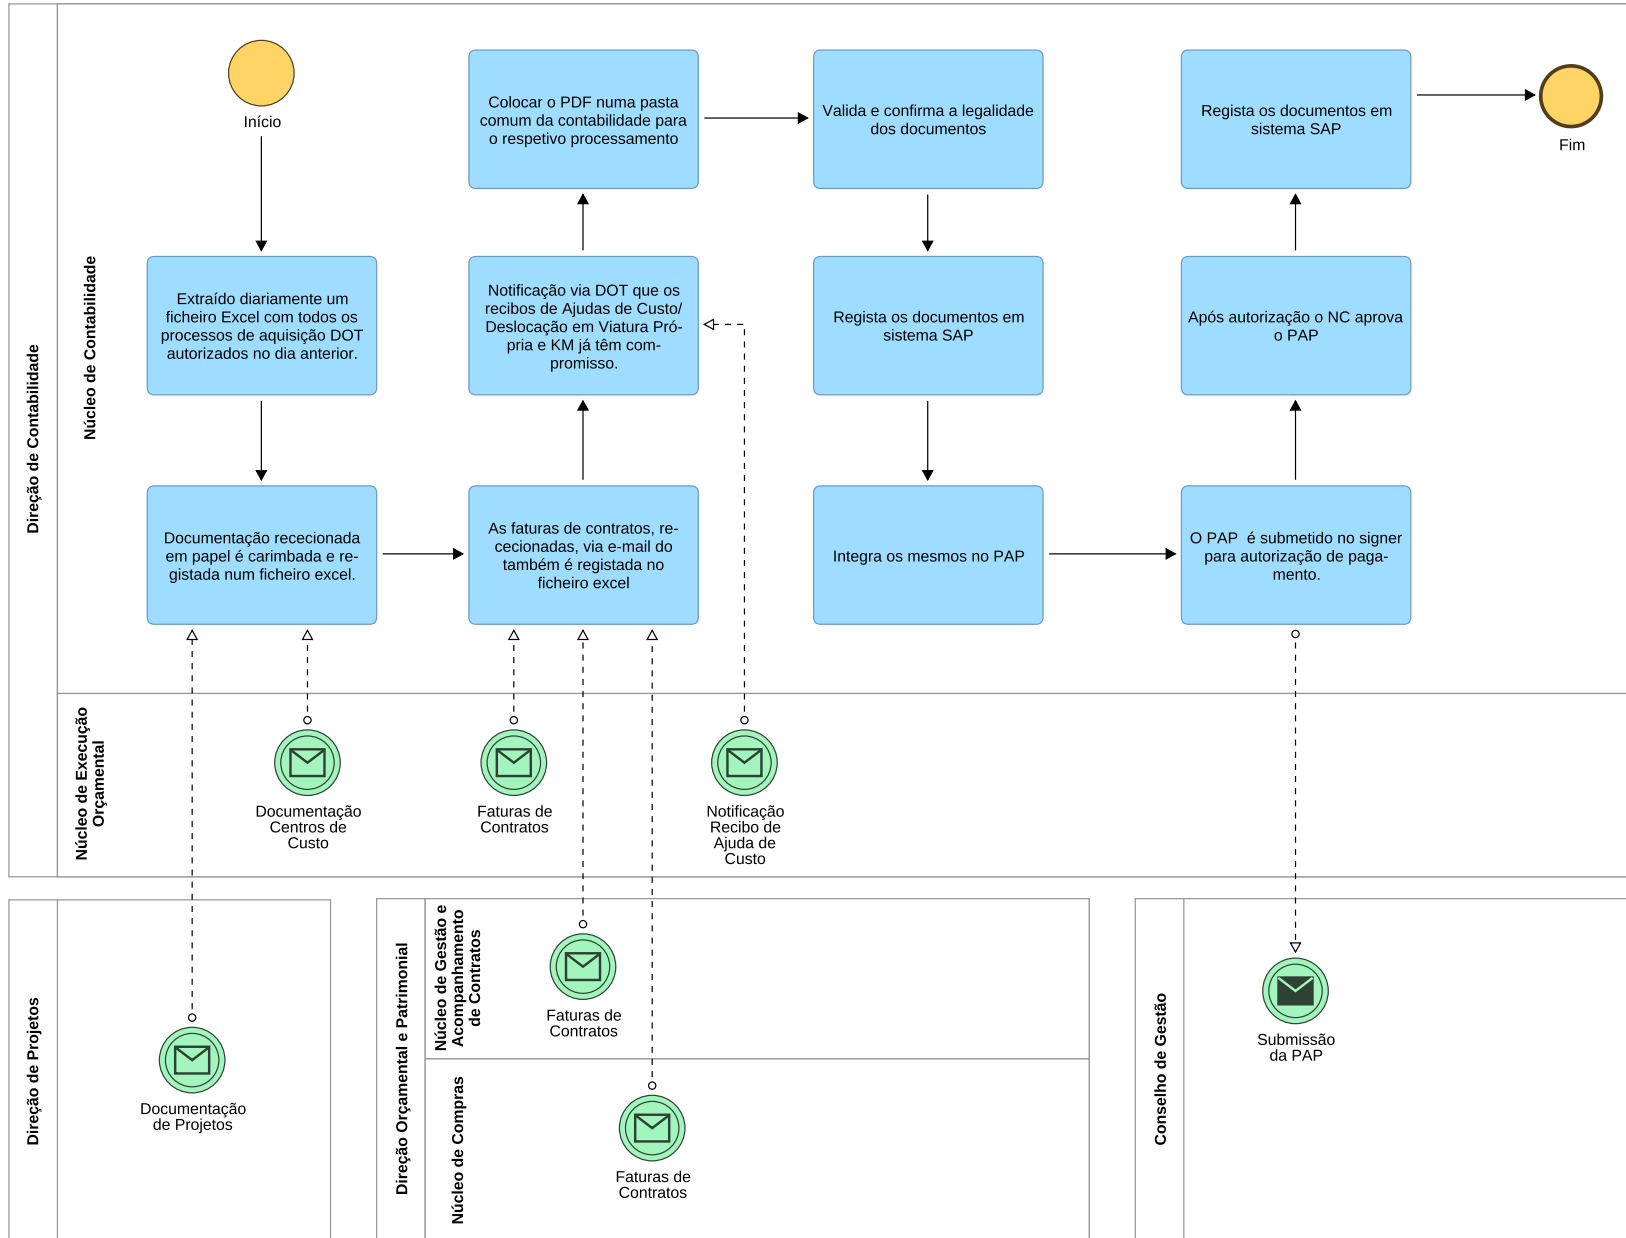 Direção de Contabilidade
Núcleo de Contabilidade
Início
Extraído diariamente um
ficheiro Excel com todos os
processos de aquisição DOT
autorizados no dia anterior.
Documentação rececionada
em papel é carimbada e re-
gistada num ficheiro excel.
As faturas de contratos, re-
cecionadas, via e-mail do
também é registada no
ficheiro excel
Notificação via DOT que os
recibos de Ajudas de Custo/
Deslocação em Viatura Pró-
pria e KM já têm com-
promisso.
Colocar o PDF numa pasta
comum da contabilidade para
o respetivo processamento
Valida e confirma a legalidade
dos documentos
Regista os documentos em
sistema SAP
Integra os mesmos no PAP
O PAP  é submetido no signer
para autorização de paga-
mento.
Após autorização o NC aprova
o PAP
Regista os documentos em
sistema SAP
Fim
Núcleo de Execução
Orçamental
Documentação
Centros de
Custo
Faturas de
Contratos
Notificação
Recibo de
Ajuda de
Custo
Direção de Projetos
Documentação
de Projetos
Direção Orçamental e Patrimonial
Núcleo de Gestão e
Acompanhamento
de Contratos
Faturas de
Contratos
Núcleo de Compras
Faturas de
Contratos
Conselho de Gestão
Submissão
da PAP